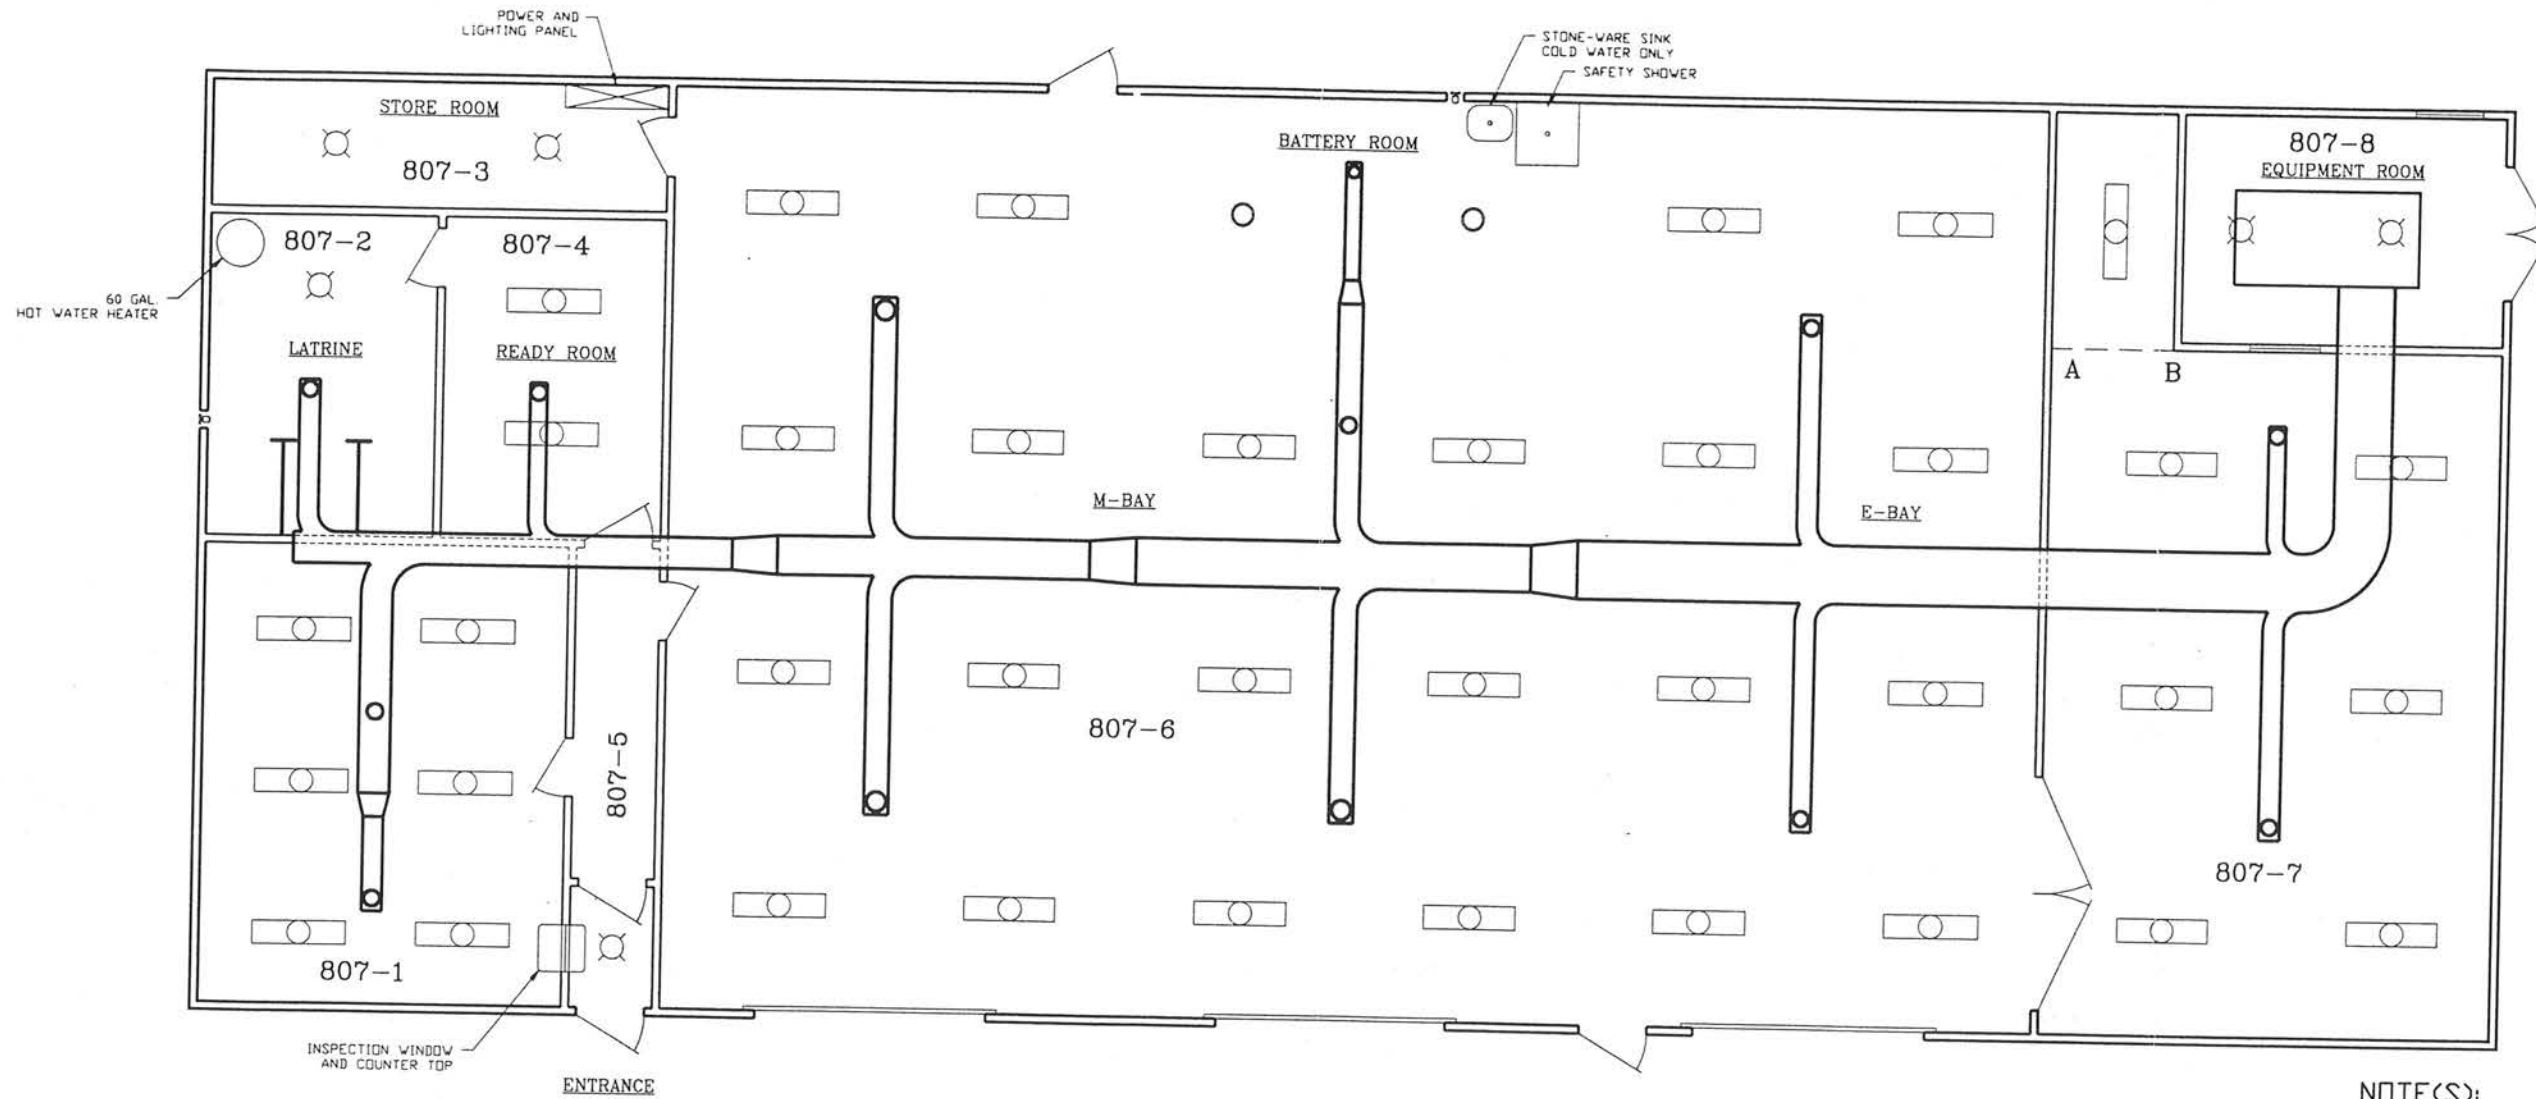 POWER AND
LIGHTING PANEL
STONE-WARE SINK
COLD WATER ONLY
SAFETY SHOWER
STORE ROOM
807-3
BATTERY ROOM
807-8
EQUIPMENT ROOM
807-2
807-4
60 GAL.
HOT WATER HEATER
LATRINE
READY ROOM
A
B
M-BAY
E-BAY
807-6
807-5
807-7
807-1
INSPECTION WINDOW
AND COUNTER TOP
ENTRANCE
NOTE(S):